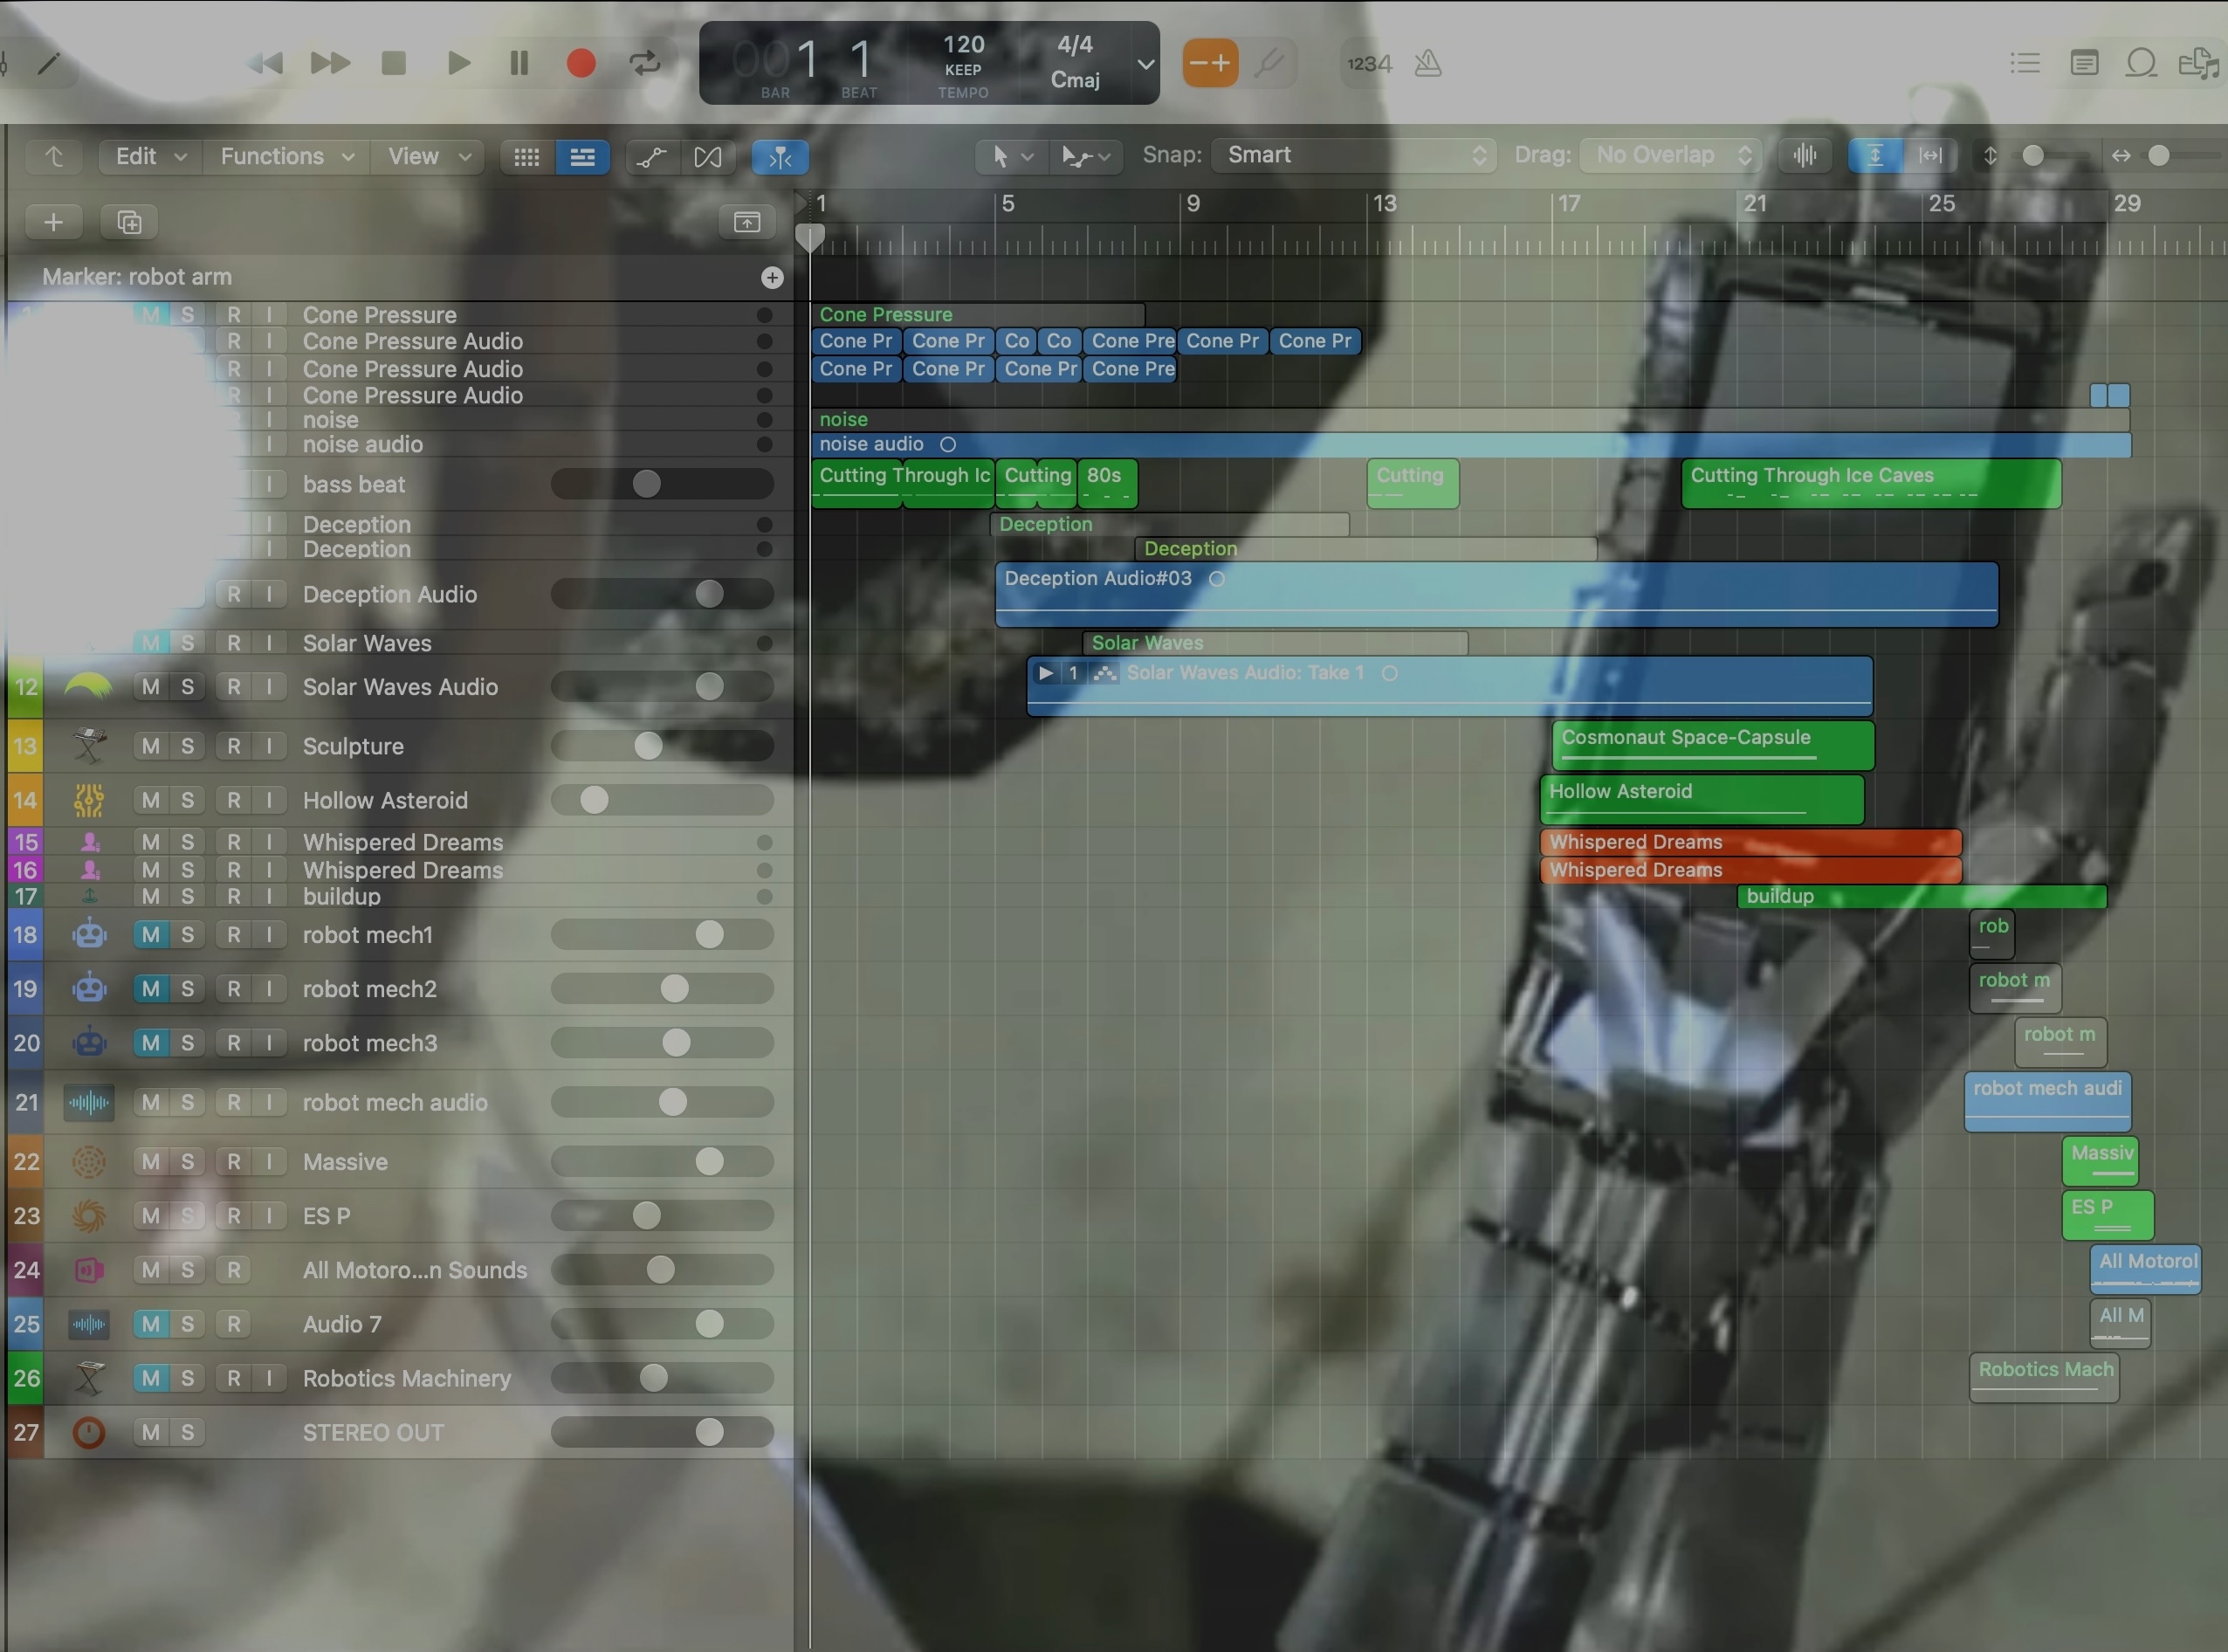 001 1 120 4/4
KEEP Cmaj
BAR BEAT TEMPO
1234
Edit Functions View Snap: Smart Drag: No Overlap
1 5 9 13 17 21 25 29
Marker: robot arm
M S R I Cone Pressure Cone Pressure
R I Cone Pressure Audio Cone Pr Cone Pr Co Co Cone Pre Cone Pr Cone Pr
R I Cone Pressure Audio Cone Pr Cone Pr Cone Pr Cone Pre
R I Cone Pressure Audio
I noise noise
I noise audio noise audio
I bass beat Cutting Through Ic Cutting 80s Cutting Cutting Through Ice Caves
I Deception Deception
I Deception Deception
R I Deception Audio Deception Audio#03
M S R I Solar Waves Solar Waves
12 M S R I Solar Waves Audio 1 Solar Waves Audio: Take 1
13 M S R I Sculpture Cosmonaut Space-Capsule
14 M S R I Hollow Asteroid Hollow Asteroid
15 M S R I Whispered Dreams Whispered Dreams
16 M S R I Whispered Dreams Whispered Dreams
17 M S R I buildup buildup
18 M S R I robot mech1 rob
19 M S R I robot mech2 robot m
20 M S R I robot mech3 robot m
21 M S R I robot mech audio robot mech audi
22 M S R I Massive Massiv
23 M S R I ES P ES P
24 M S R All Motoro...n Sounds All Motorol
25 M S R Audio 7 All M
26 M S R I Robotics Machinery Robotics Mach
27 M S STEREO OUT